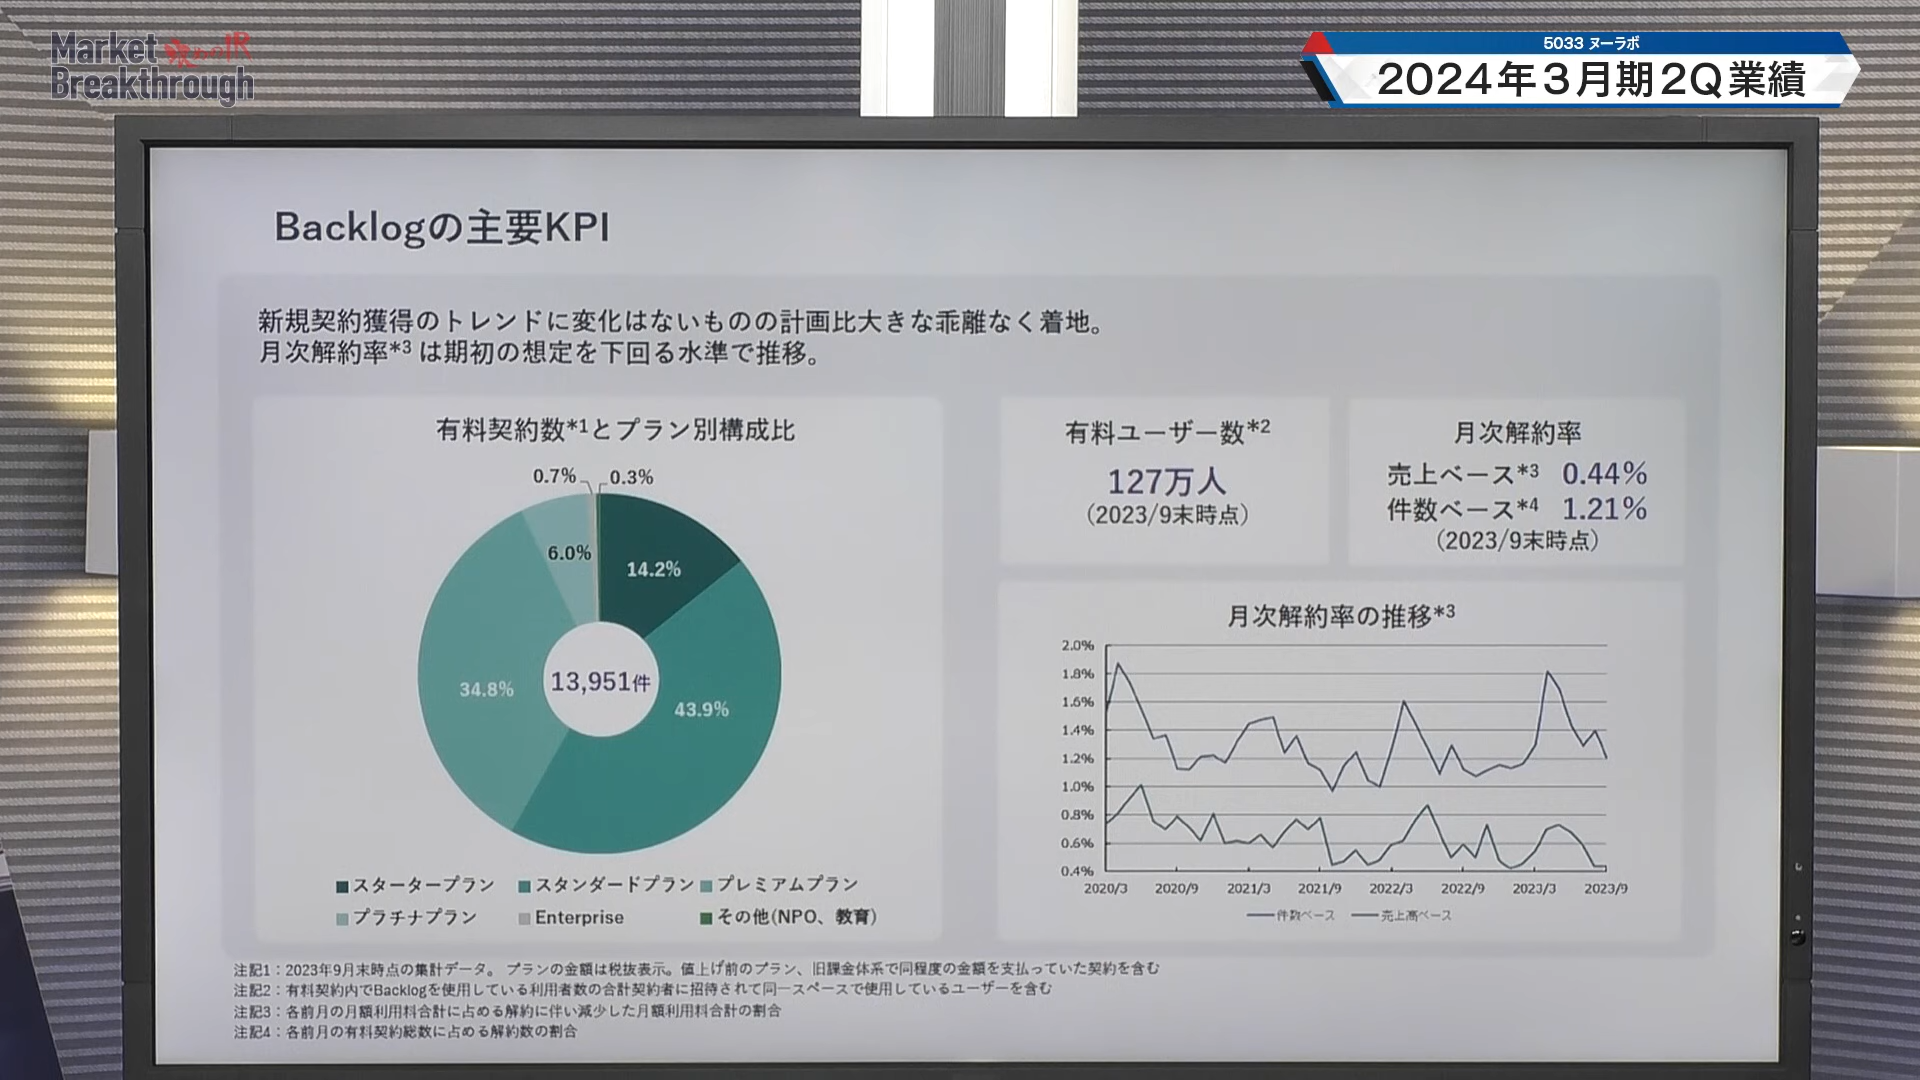 Market
Breakthrough
5033 ヌーラボ
2024年3月期2Q業績
Backlogの主要KPI
新規契約獲得のトレンドに変化はないものの計画比大きな乖離なく着地。
月次解約率*3 は期初の想定を下回る水準で推移。
有料契約数*1とプラン別構成比
0.7%
0.3%
6.0%
14.2%
34.8%
13,951件
43.9%
スタータープラン スタンダードプラン プレミアムプラン
プラチナプラン Enterprise その他(NPO、教育)
有料ユーザー数*2
127万人
(2023/9末時点)
月次解約率
売上ベース*3 0.44%
件数ベース*4 1.21%
(2023/9末時点)
月次解約率の推移*3
2.0%
1.8%
1.6%
1.4%
1.2%
1.0%
0.8%
0.6%
0.4%
2020/3 2020/9 2021/3 2021/9 2022/3 2022/9 2023/3 2023/9
件数ベース 売上高ベース
注記1：2023年9月末時点の集計データ。 プランの金額は税抜表示。値上げ前のプラン、旧課金体系で同程度の金額を支払っていた契約を含む
注記2：有料契約内でBacklogを使用している利用者数の合計契約者に招待されて同一スペースで使用しているユーザーを含む
注記3：各前月の月額利用料合計に占める解約に伴い減少した月額利用料合計の割合
注記4：各前月の有料契約総数に占める解約数の割合